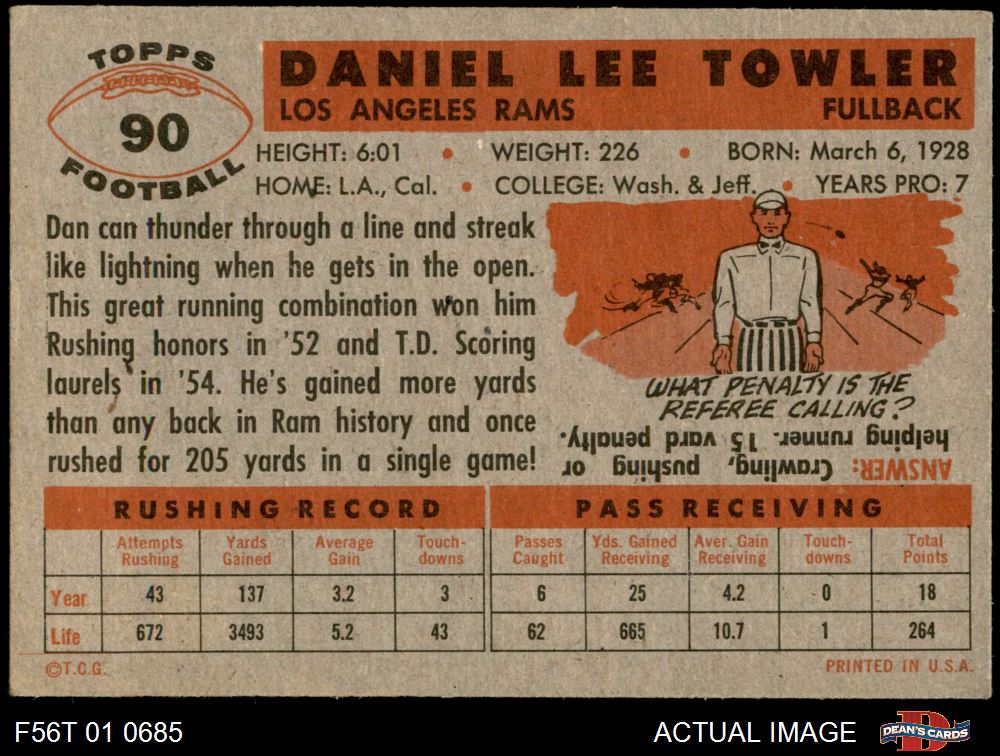 TOPPS
90
FOOTBALL
DANIEL LEE TOWLER
LOS ANGELES RAMS FULLBACK
HEIGHT: 6:01 • WEIGHT: 226 • BORN: March 6, 1928
HOME: L.A., Cal. • COLLEGE: Wash. & Jeff. • YEARS PRO: 7
Dan can thunder through a line and streak
like lightning when he gets in the open.
This great running combination won him
Rushing honors in '52 and T.D. Scoring
laurels in '54. He's gained more yards
than any back in Ram history and once
rushed for 205 yards in a single game!
WHAT PENALTY IS THE
REFEREE CALLING?
ANSWER: Crawling, pushing or
helping runner. 15 yard penalty.
RUSHING RECORD
Attempts Rushing Yards Gained Average Gain Touch-downs
Year 43 137 3.2 3
Life 672 3493 5.2 43
PASS RECEIVING
Passes Caught Yds. Gained Receiving Aver. Gain Receiving Touch-downs Total Points
6 25 4.2 0 18
62 665 10.7 1 264
©T.C.G. PRINTED IN U.S.A.
F56T 01 0685 ACTUAL IMAGE DEAN'S CARDS